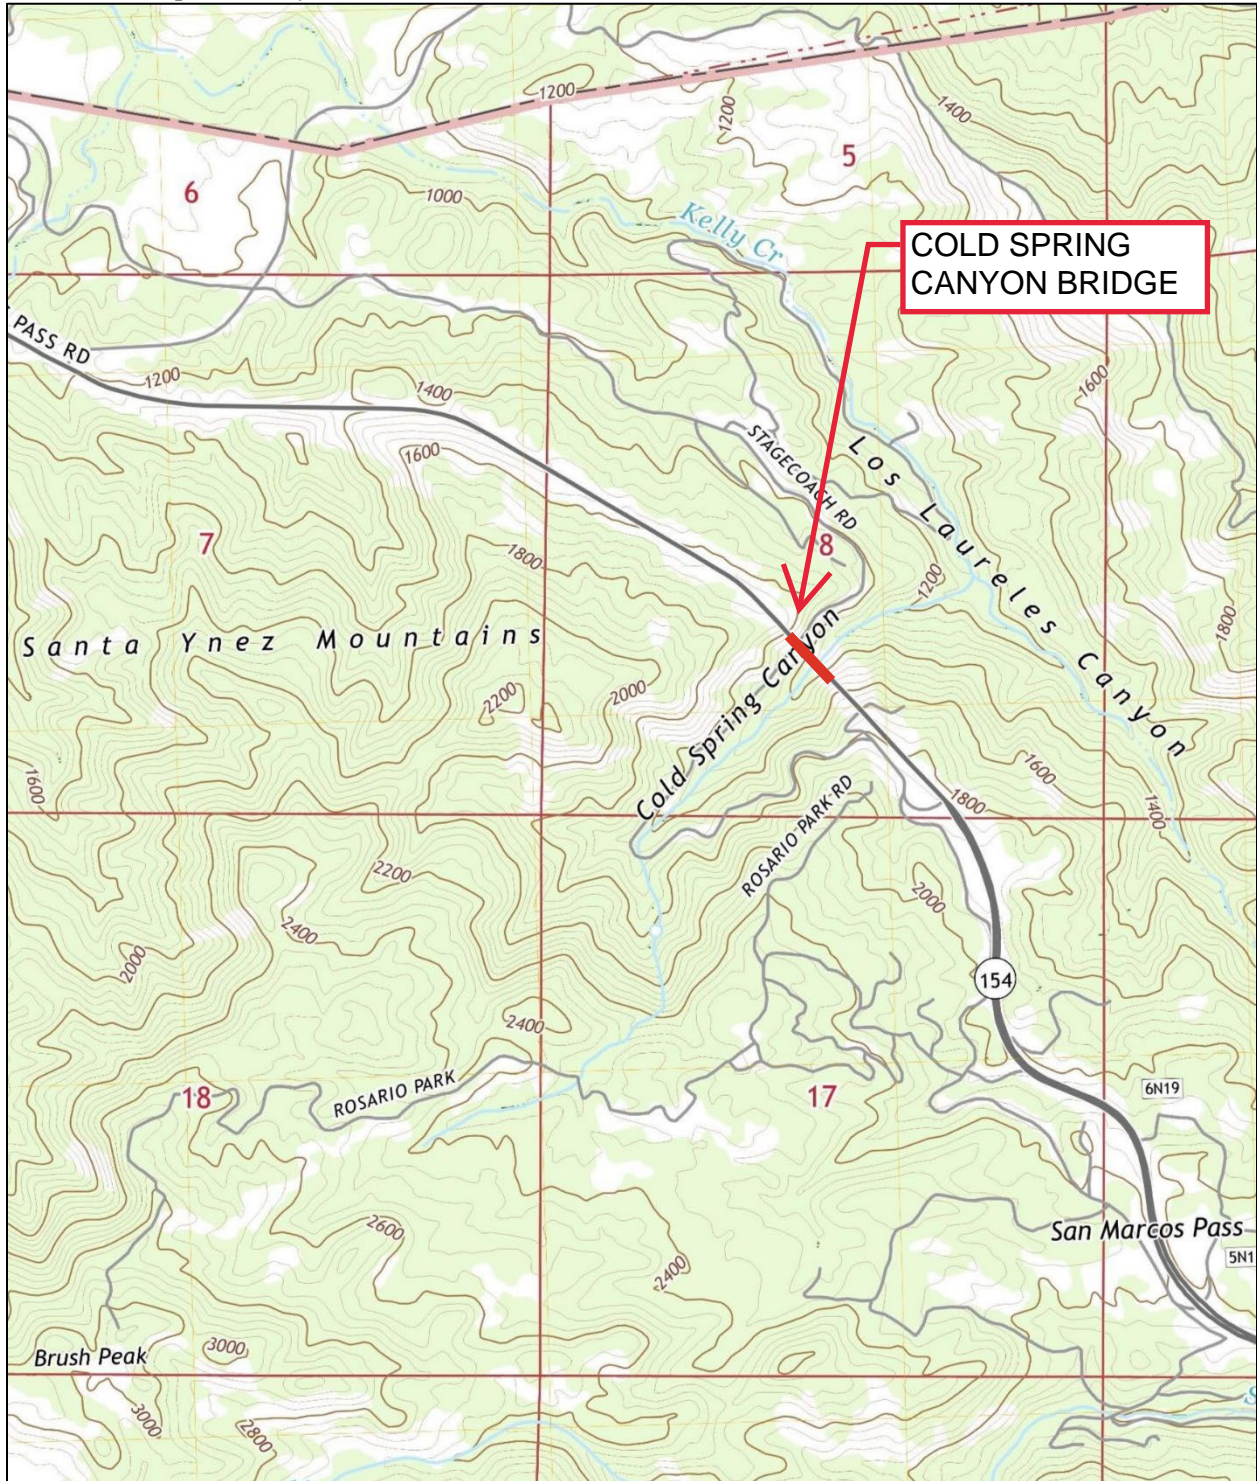 1200
1200
1400
5
6
1000
Kelly Cr
COLD SPRING
CANYON BRIDGE
PASS RD
1200
1400
1600
1600
STAGECOACH RD
Los Laureles Canyon
7
8
1800
1200
1800
Santa Ynez Mountains
2200
2000
Cold Spring Canyon
1600
1600
1800
1400
ROSARIO PARK RD
2200
2000
2400
2000
154
2400
ROSARIO PARK
18
17
6N19
2600
2400
San Marcos Pass
5N1
Brush Peak
3000
3000
2800
S